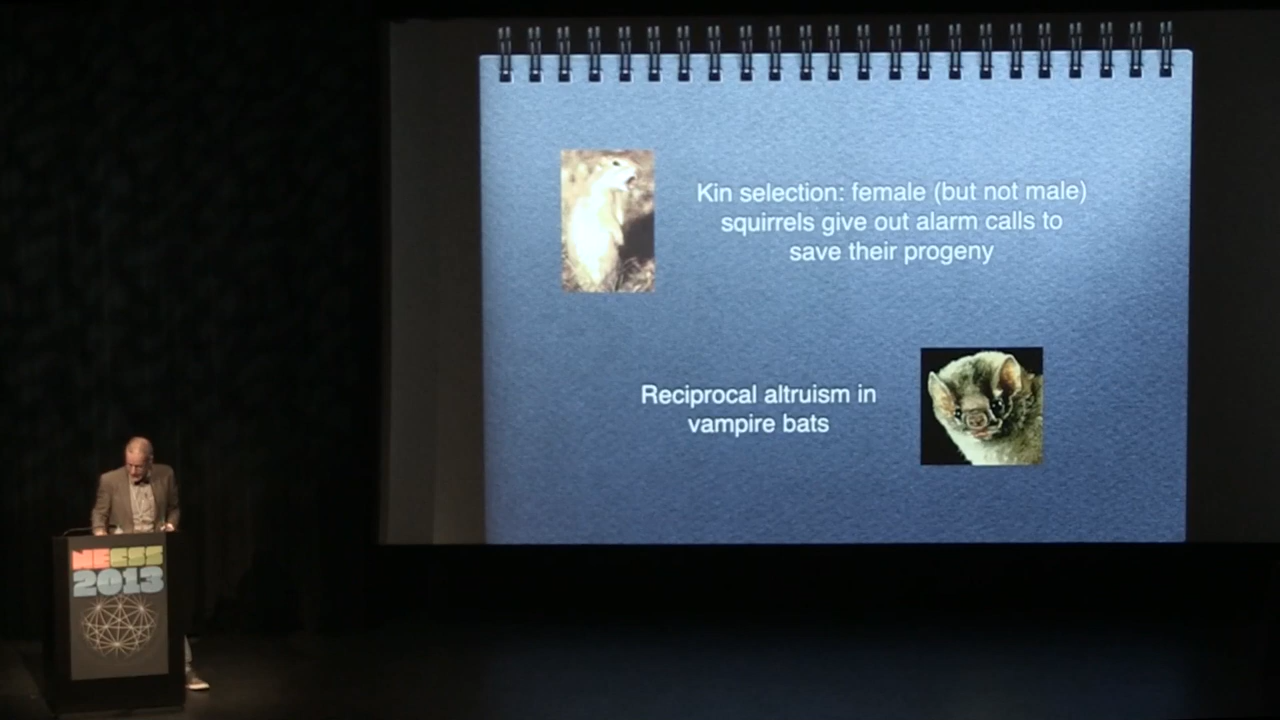 Kin selection: female (but not male)
squirrels give out alarm calls to
save their progeny
Reciprocal altruism in
vampire bats
NECSS
2013